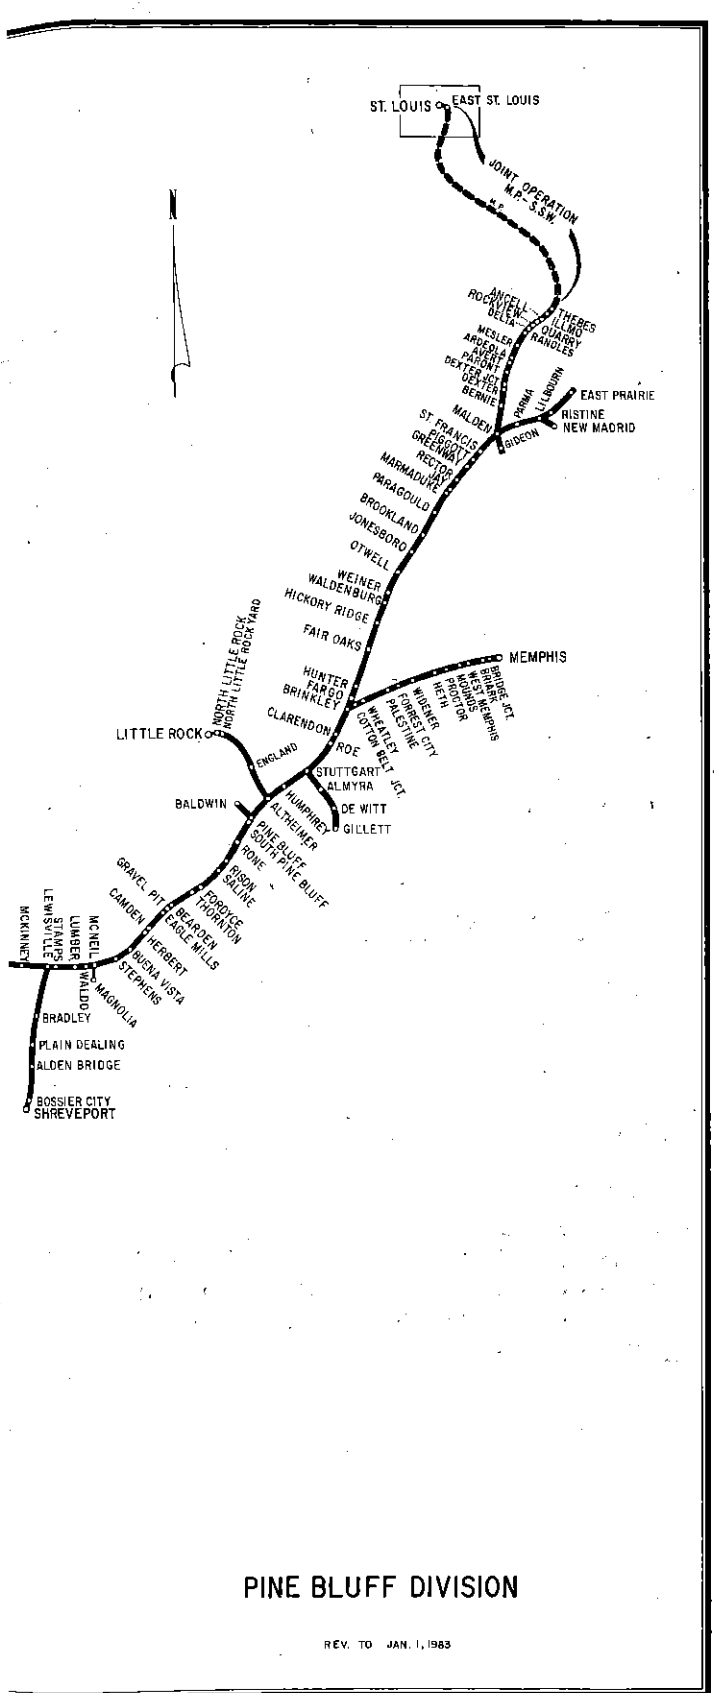 ST. LOUIS
EAST ST. LOUIS
JOINT OPERATION
M.P.-S.S.W.
M.P.
N
ANCELL
ROCKVIEW
DELTA
THEBES
ILLMO
QUARRY
RANDLES
MESLER
ARDEOLA
AVERT
PARONT
DEXTER JCT.
DEXTER
BERNIE
MALDEN
PARMA
LILBOURN
EAST PRAIRIE
RISTINE
NEW MADRID
GIDEON
ST. FRANCIS
PIGGOTT
GREENWAY
RECTOR
JAY
MARMADUKE
PARAGOULD
BROOKLAND
JONESBORO
OTWELL
WEINER
WALDENBURG
HICKORY RIDGE
FAIR OAKS
HUNTER
FARGO
BRINKLEY
MEMPHIS
BRIDGE JCT.
BRIARK
WEST MEMPHIS
MOUNDS
PROCTOR
HETH
WIDENER
FORREST CITY
PALESTINE
WHEATLEY
COTTON BELT JCT.
CLARENDON
ROE
NORTH LITTLE ROCK
NORTH LITTLE ROCK YARD
LITTLE ROCK
ENGLAND
STUTTGART
ALMYRA
DE WITT
GILLETT
BALDWIN
HUMPHREY
ALTHEIMER
PINE BLUFF
SOUTH PINE BLUFF
RONE
RISON
SALINE
FORDYCE
THORNTON
BEARDEN
EAGLE MILLS
GRAVEL PIT
CAMDEN
HERBERT
BUENA VISTA
STEPHENS
MCNEIL
MAGNOLIA
WALDO
LUMBER
STAMPS
LEWISVILLE
MCKINNEY
BRADLEY
PLAIN DEALING
ALDEN BRIDGE
BOSSIER CITY
SHREVEPORT
PINE BLUFF DIVISION
REV. TO JAN. 1, 1983